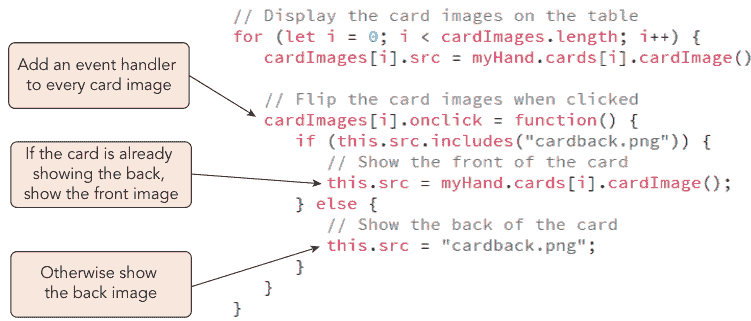 // Display the card images on the table
for (let i = 0; i < cardImages.length; i++) {
cardImages[i].src = myHand.cards[i].cardImage()
Add an event handler
to every card image
// Flip the card images when clicked
cardImages[i].onclick = function() {
if (this.src.includes("cardback.png")) {
If the card is already
showing the back,
show the front image
// Show the front of the card
this.src = myHand.cards[i].cardImage();
} else {
// Show the back of the card
this.src = "cardback.png";
Otherwise show
the back image
}
}
}